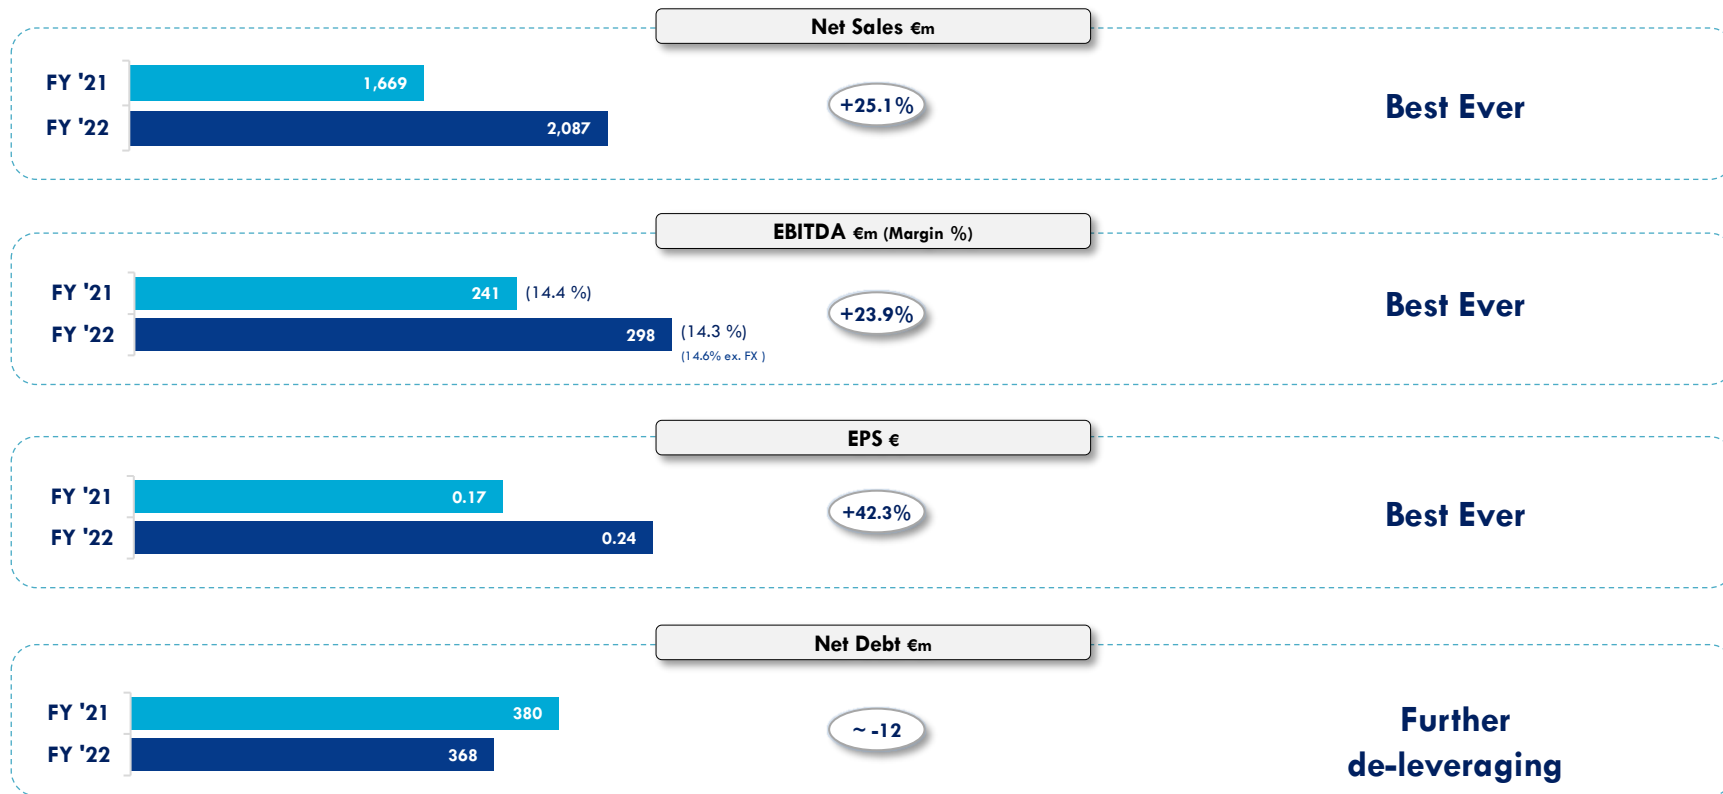 Net Sales €m
FY '21 1,669
+25.1%
Best Ever
FY '22 2,087
EBITDA €m (Margin %)
FY '21 241 (14.4 %)
+23.9%
Best Ever
FY '22 298 (14.3 %)
(14.6% ex. FX )
EPS €
FY '21 0.17
+42.3%
Best Ever
FY '22 0.24
Net Debt €m
FY '21 380
~ -12
Further
de-leveraging
FY '22 368